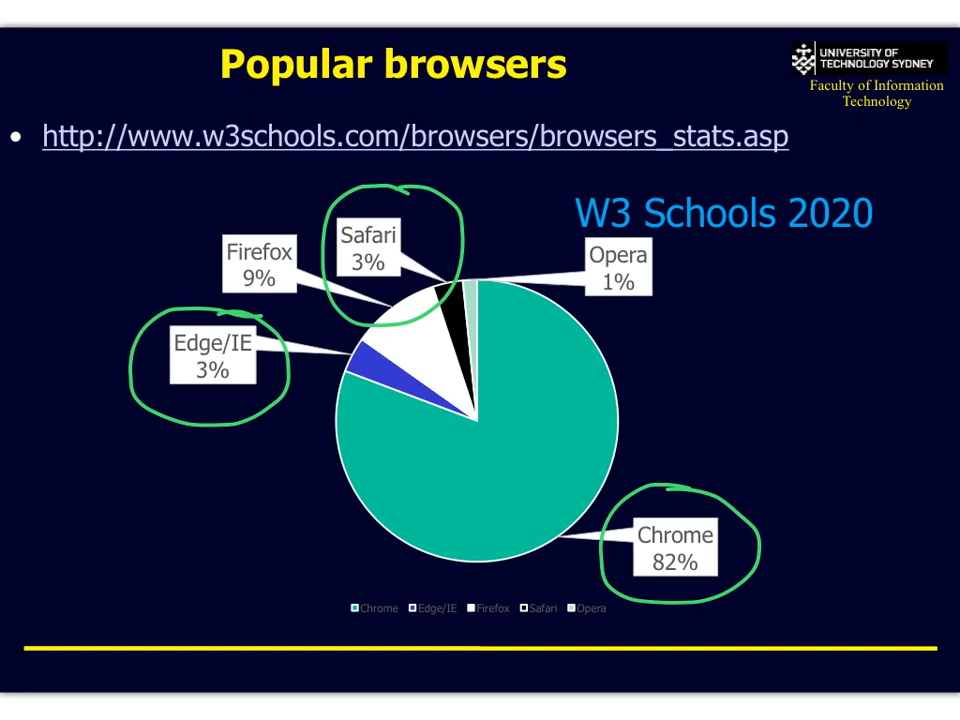 Popular browsers
UNIVERSITY OF
TECHNOLOGY SYDNEY
Faculty of Information
Technology
• http://www.w3schools.com/browsers/browsers_stats.asp
W3 Schools 2020
Safari
3%
Firefox
9%
Opera
1%
Edge/IE
3%
Chrome
82%
Chrome Edge/IE Firefox Safari Opera